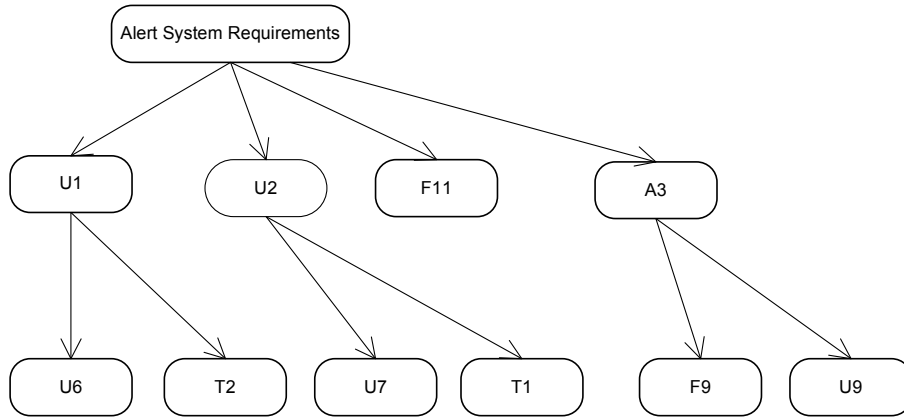 Alert System Requirements
U1
U2
F11
A3
U6
T2
U7
T1
F9
U9